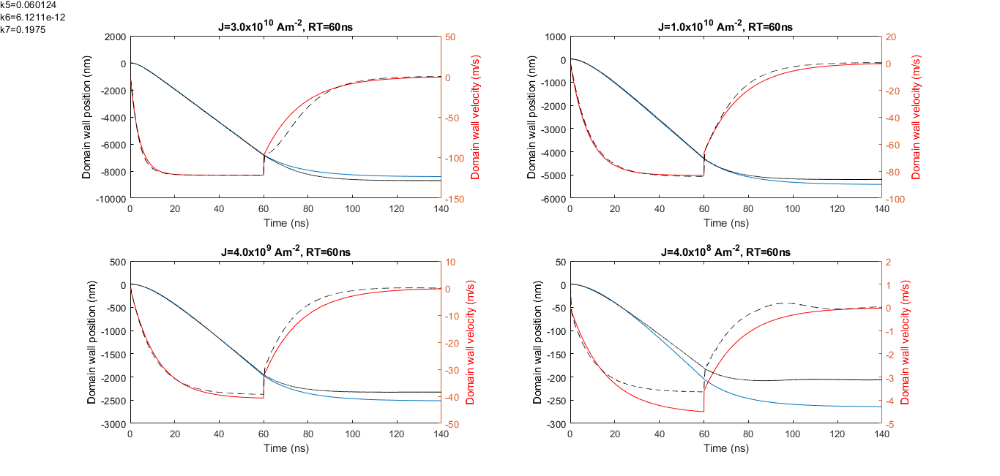 k5=0.060124
k6=6.1211e-12
k7=0.1975
J=3.0x10^10 Am^-2, RT=60ns
2000
0
-2000
-4000
-6000
-8000
-10000
Domain wall position (nm)
50
0
-50
-100
-150
Domain wall velocity (m/s)
0 20 40 60 80 100 120 140
Time (ns)
J=1.0x10^10 Am^-2, RT=60ns
1000
0
-1000
-2000
-3000
-4000
-5000
-6000
Domain wall position (nm)
20
0
-20
-40
-60
-80
-100
Domain wall velocity (m/s)
0 20 40 60 80 100 120 140
Time (ns)
J=4.0x10^9 Am^-2, RT=60ns
500
0
-500
-1000
-1500
-2000
-2500
-3000
Domain wall position (nm)
10
0
-10
-20
-30
-40
-50
Domain wall velocity (m/s)
0 20 40 60 80 100 120 140
Time (ns)
J=4.0x10^8 Am^-2, RT=60ns
50
0
-50
-100
-150
-200
-250
-300
Domain wall position (nm)
2
1
0
-1
-2
-3
-4
-5
Domain wall velocity (m/s)
0 20 40 60 80 100 120 140
Time (ns)